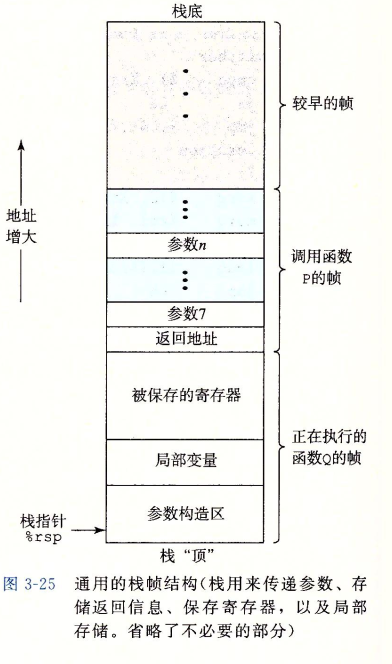 栈底
较早的帧
地址
增大
参数n
调用函数
P的帧
参数7
返回地址
被保存的寄存器
正在执行的
函数Q的帧
局部变量
栈指针
%rsp
参数构造区
栈“顶”
图 3-25 通用的栈帧结构(栈用来传递参数、存
储返回信息、保存寄存器，以及局部
存储。省略了不必要的部分)